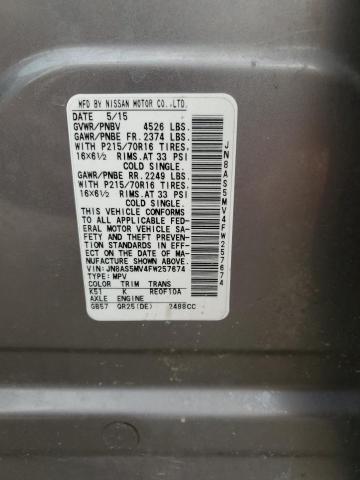 MFD BY NISSAN MOTOR CO.,LTD.
DATE 5/15
GVWR/PNBV 4526 LBS.
GAWR/PNBE FR. 2374 LBS.
WITH P215/70R16 TIRES,
16X6½ RIMS.AT 33 PSI
COLD SINGLE.
GAWR/PNBE RR. 2249 LBS.
WITH P215/70R16 TIRES,
16X6½ RIMS.AT 33 PSI
COLD SINGLE.
THIS VEHICLE CONFORMS
TO ALL APPLICABLE FED-
ERAL MOTOR VEHICLE SA-
FETY AND THEFT PREVEN-
TION STANDARDS IN EFF-
ECT ON THE DATE OF MA-
NUFACTURE SHOWN ABOVE.
VIN:JN8AS5MV4FW257674
TYPE: MPV
COLOR TRIM TRANS
K51 K RE0F10A
AXLE ENGINE
GB57 QR25(DE) 2488CC
JN8AS5MV4FW257674